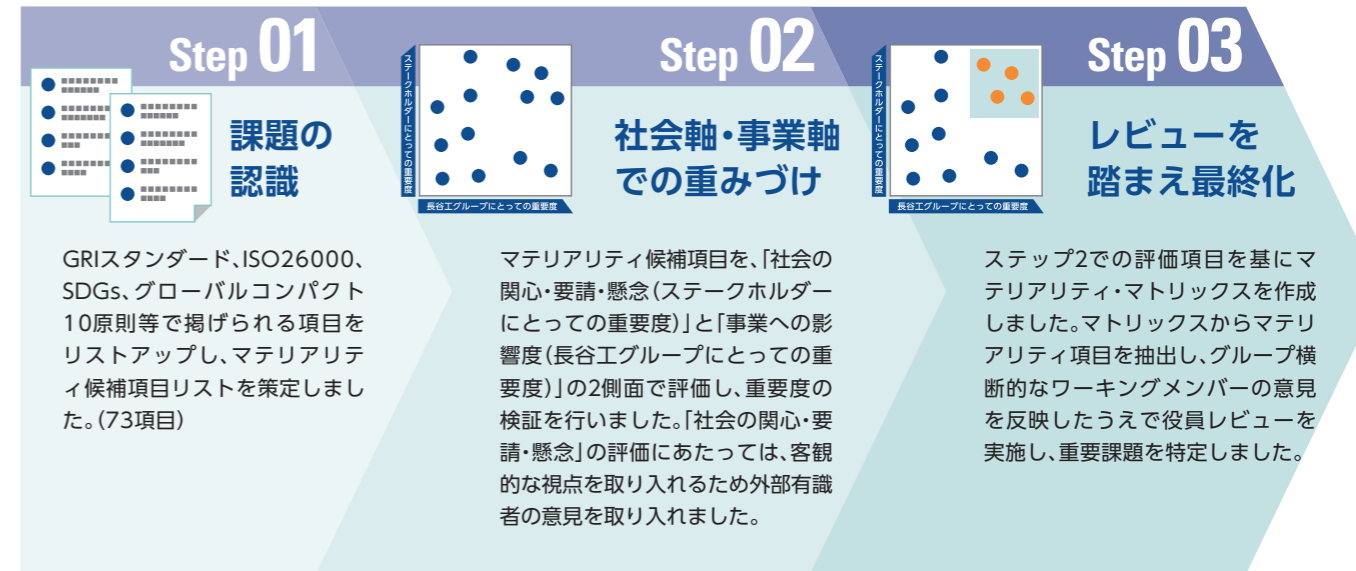 Step 01
課題の
認識
GRIスタンダード、ISO26000、
SDGs、グローバルコンパクト
10原則等で掲げられる項目を
リストアップし、マテリアリテ
ィ候補項目リストを策定しまし
た。(73項目)
Step 02
ステークホルダーにとっての重要度
長谷工グループにとっての重要度
社会軸・事業軸
での重みづけ
マテリアリティ候補項目を、「社会の
関心・要請・懸念(ステークホルダー
にとっての重要度)」と「事業への影
響度(長谷工グループにとっての重
要度)」の2側面で評価し、重要度の
検証を行いました。「社会の関心・要
請・懸念」の評価にあたっては、客観
的な視点を取り入れるため外部有識
者の意見を取り入れました。
Step 03
ステークホルダーにとっての重要度
長谷工グループにとっての重要度
レビューを
踏まえ最終化
ステップ2での評価項目を基にマ
テリアリティ・マトリックスを作成
しました。マトリックスからマテリ
アリティ項目を抽出し、グループ横
断的なワーキングメンバーの意見
を反映したうえで役員レビューを
実施し、重要課題を特定しました。